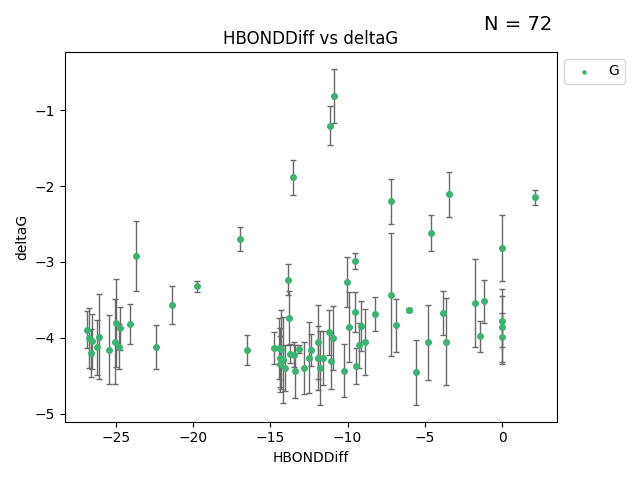 N = 72
HBONDDiff vs deltaG
G
deltaG
−1
−2
−3
−4
−5
−25 −20 −15 −10 −5 0
HBONDDiff